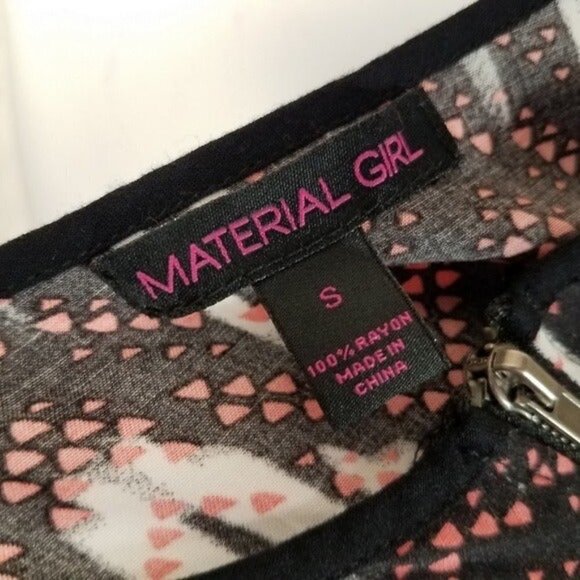 MATERIAL GIRL
S
100% RAYON
MADE IN
CHINA